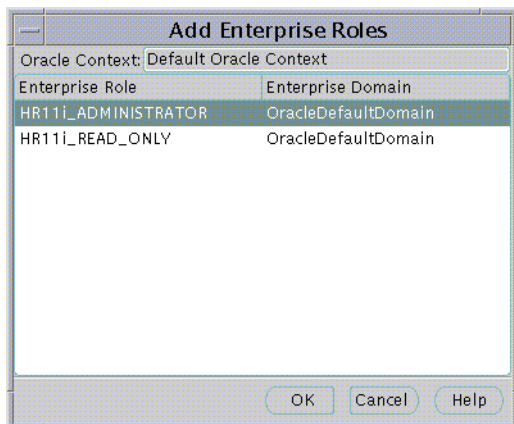 Add Enterprise Roles
Oracle Context: Default Oracle Context
Enterprise Role Enterprise Domain
HR11i_ADMINISTRATOR OracleDefaultDomain
HR11i_READ_ONLY OracleDefaultDomain
OK Cancel Help